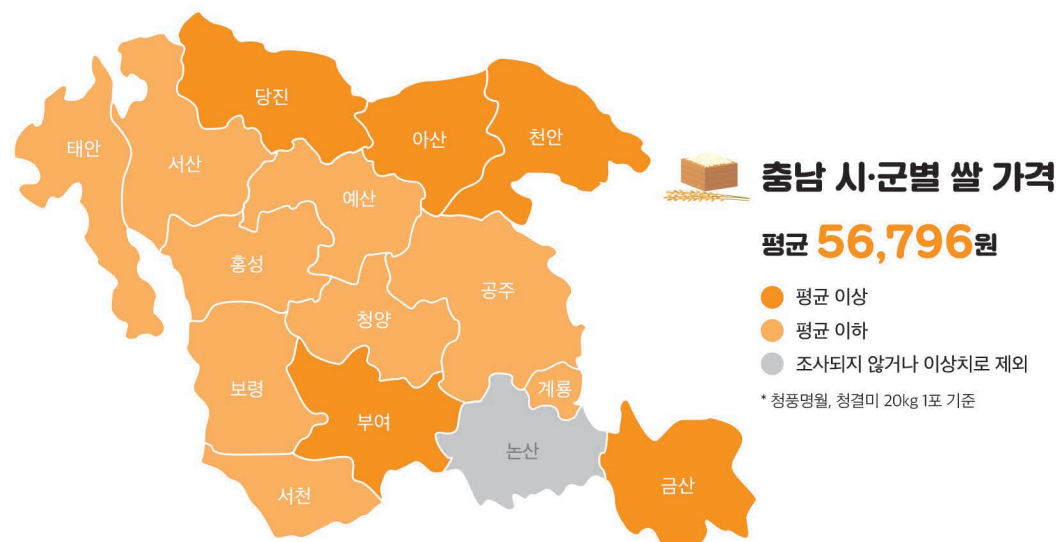 당진
아산
천안
태안
서산
예산
홍성
공주
청양
보령
계룡
부여
논산
서천
금산
충남 시·군별 쌀 가격
평균 56,796원
평균 이상
평균 이하
조사되지 않거나 이상치로 제외
* 청풍명월, 청결미 20kg 1포 기준